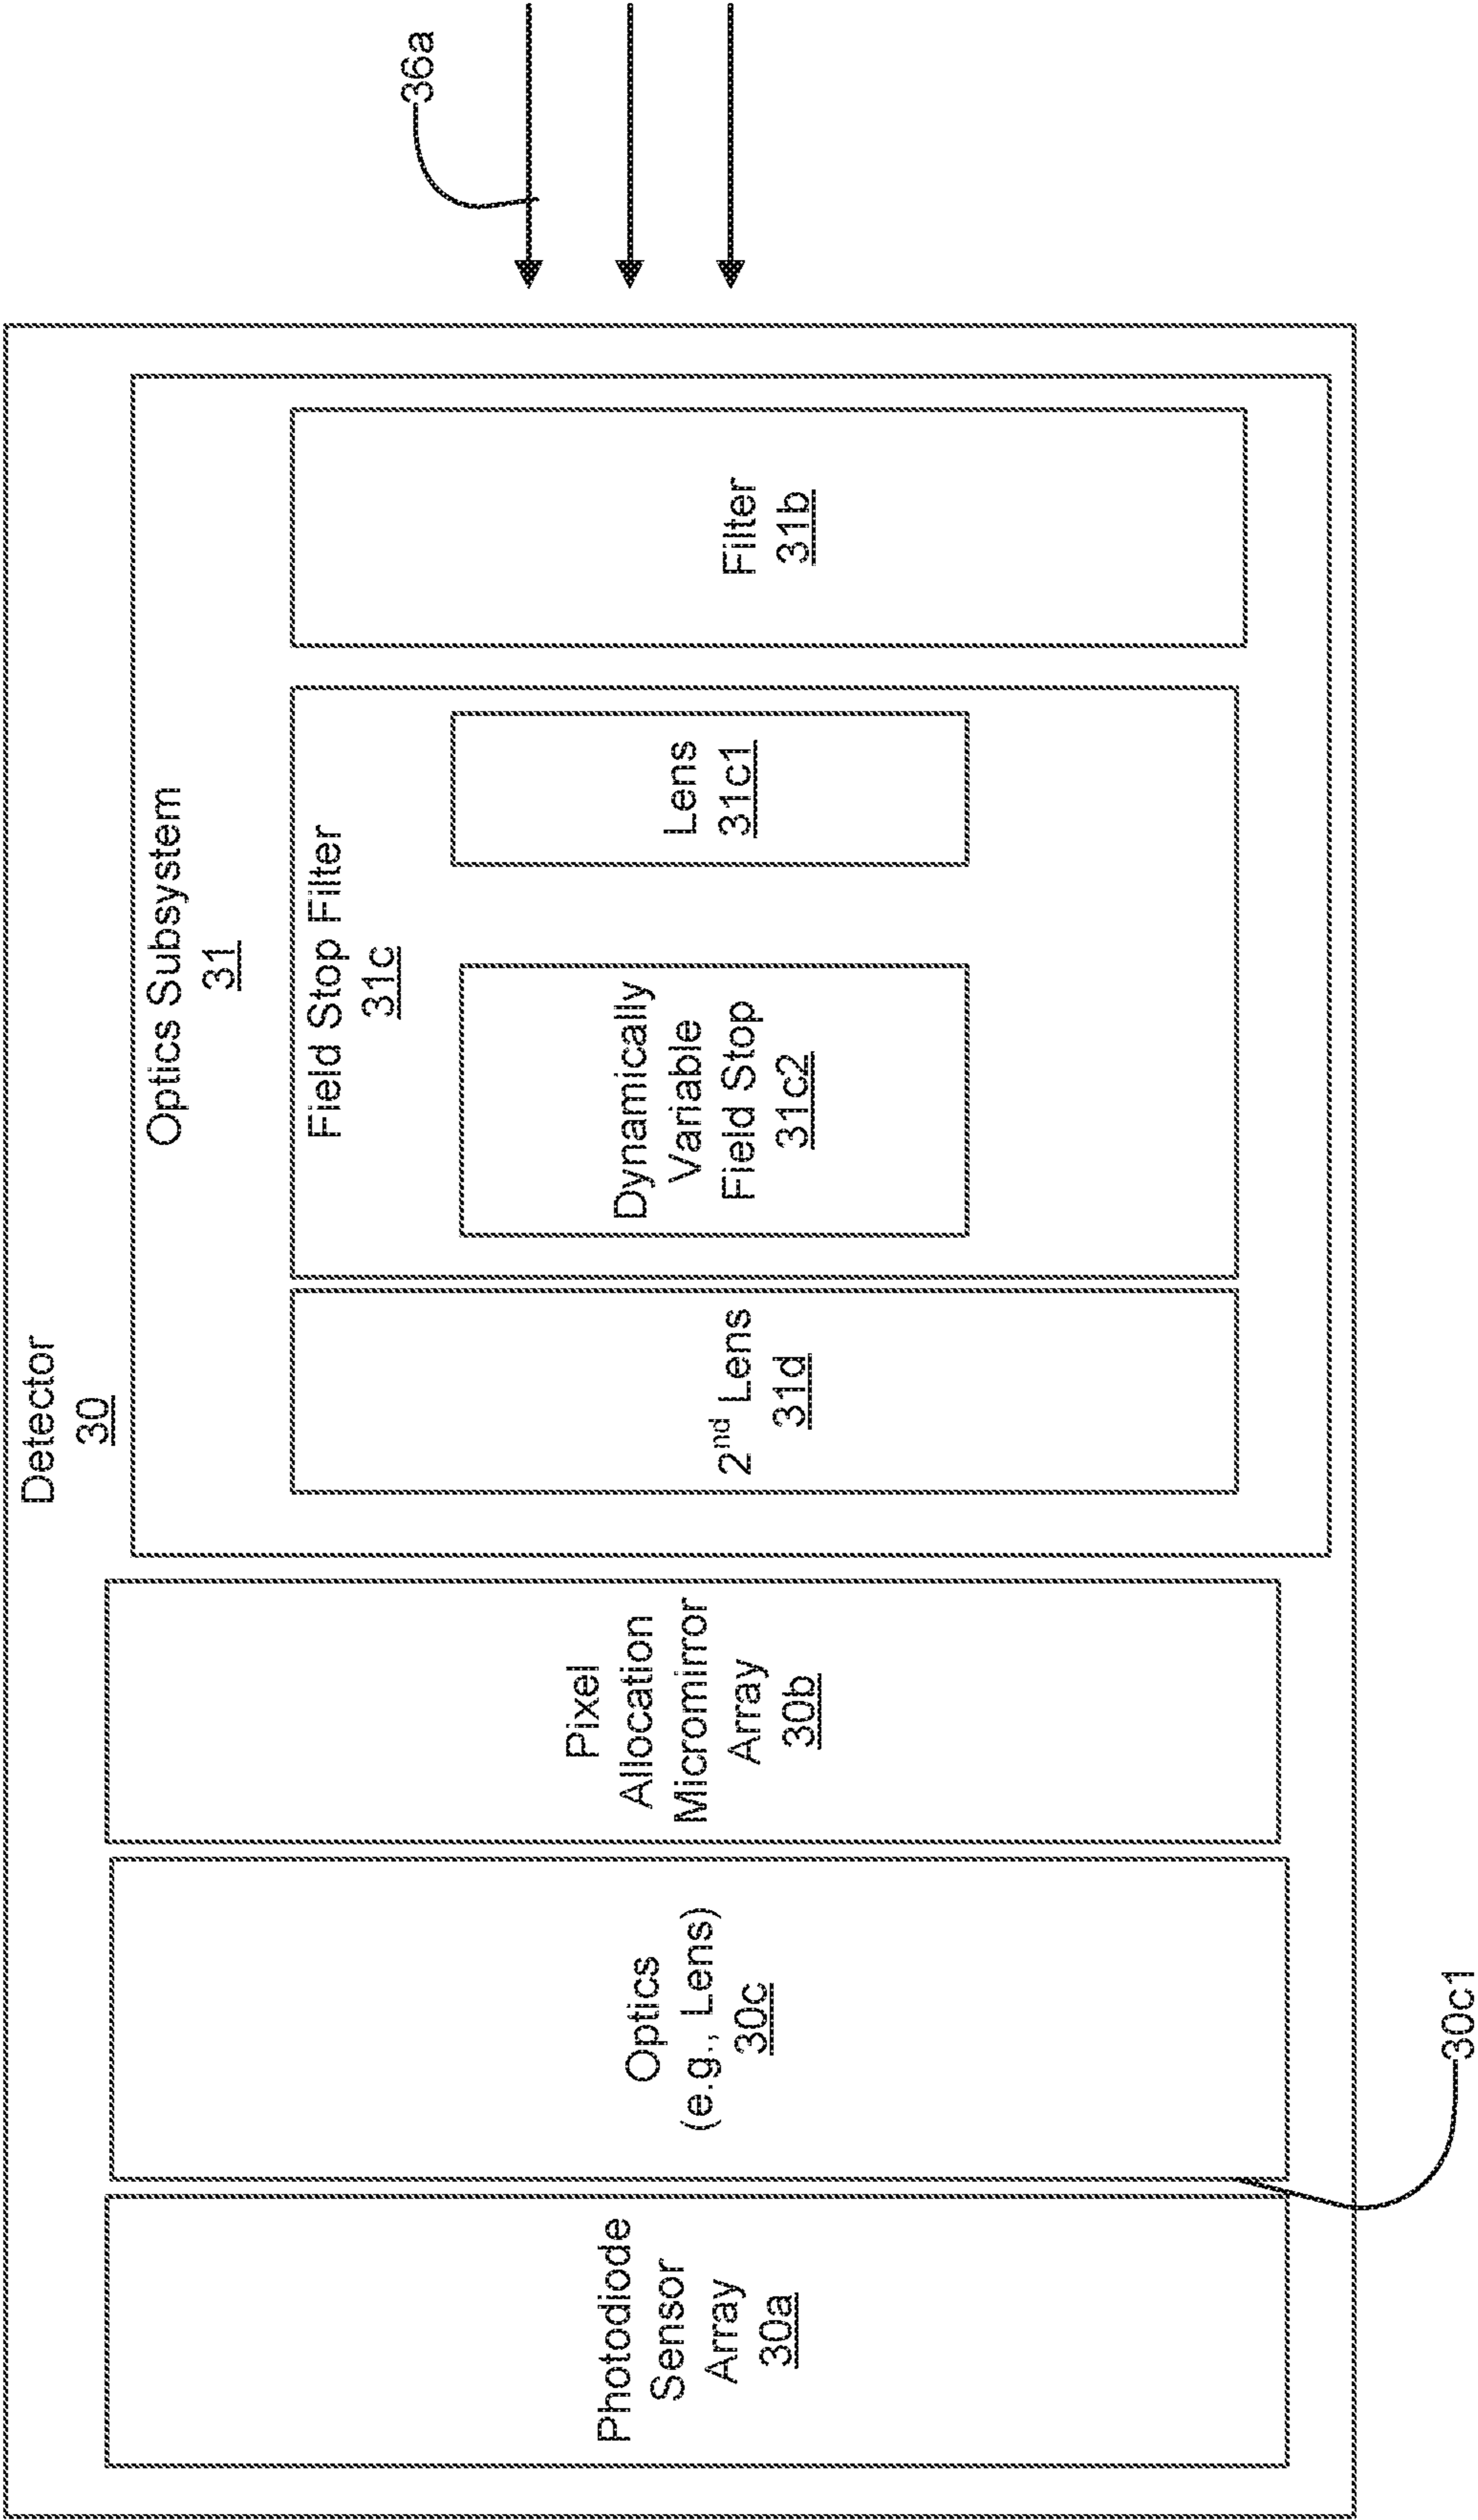 Detector
30
Optics Subsystem
31
Photodiode
Sensor
Array
30a
Optics
(e.g., Lens)
30c
Pixel
Allocation
Micromirror
Array
30b
2nd Lens
31d
Field Stop Filter
31c
Dynamically
Variable
Field Stop
31c2
Lens
31c1
Filter
31b
36a
30c1